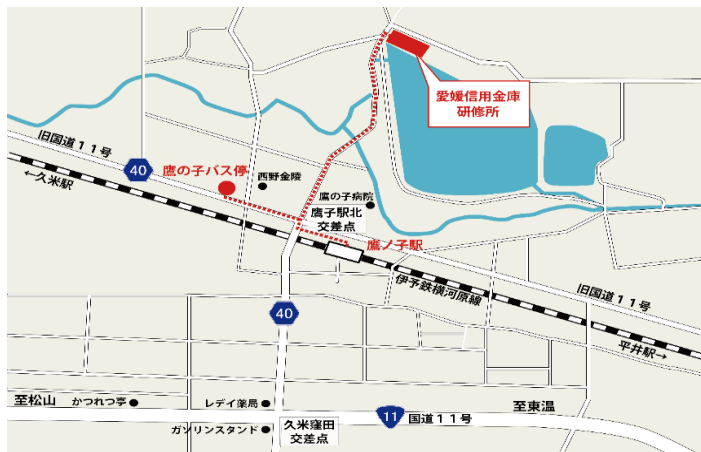 愛媛信用金庫
研修所
旧国道11号
40
鷹の子バス停
西野金陵
←久米駅
鷹の子病院
鷹子駅北
交差点
鷹ノ子駅
伊予鉄横河原線
旧国道11号
40
平井駅→
至松山
かつれつ亭
レデイ薬局
至東温
11
国道11号
ガソリンスタンド
久米窪田
交差点